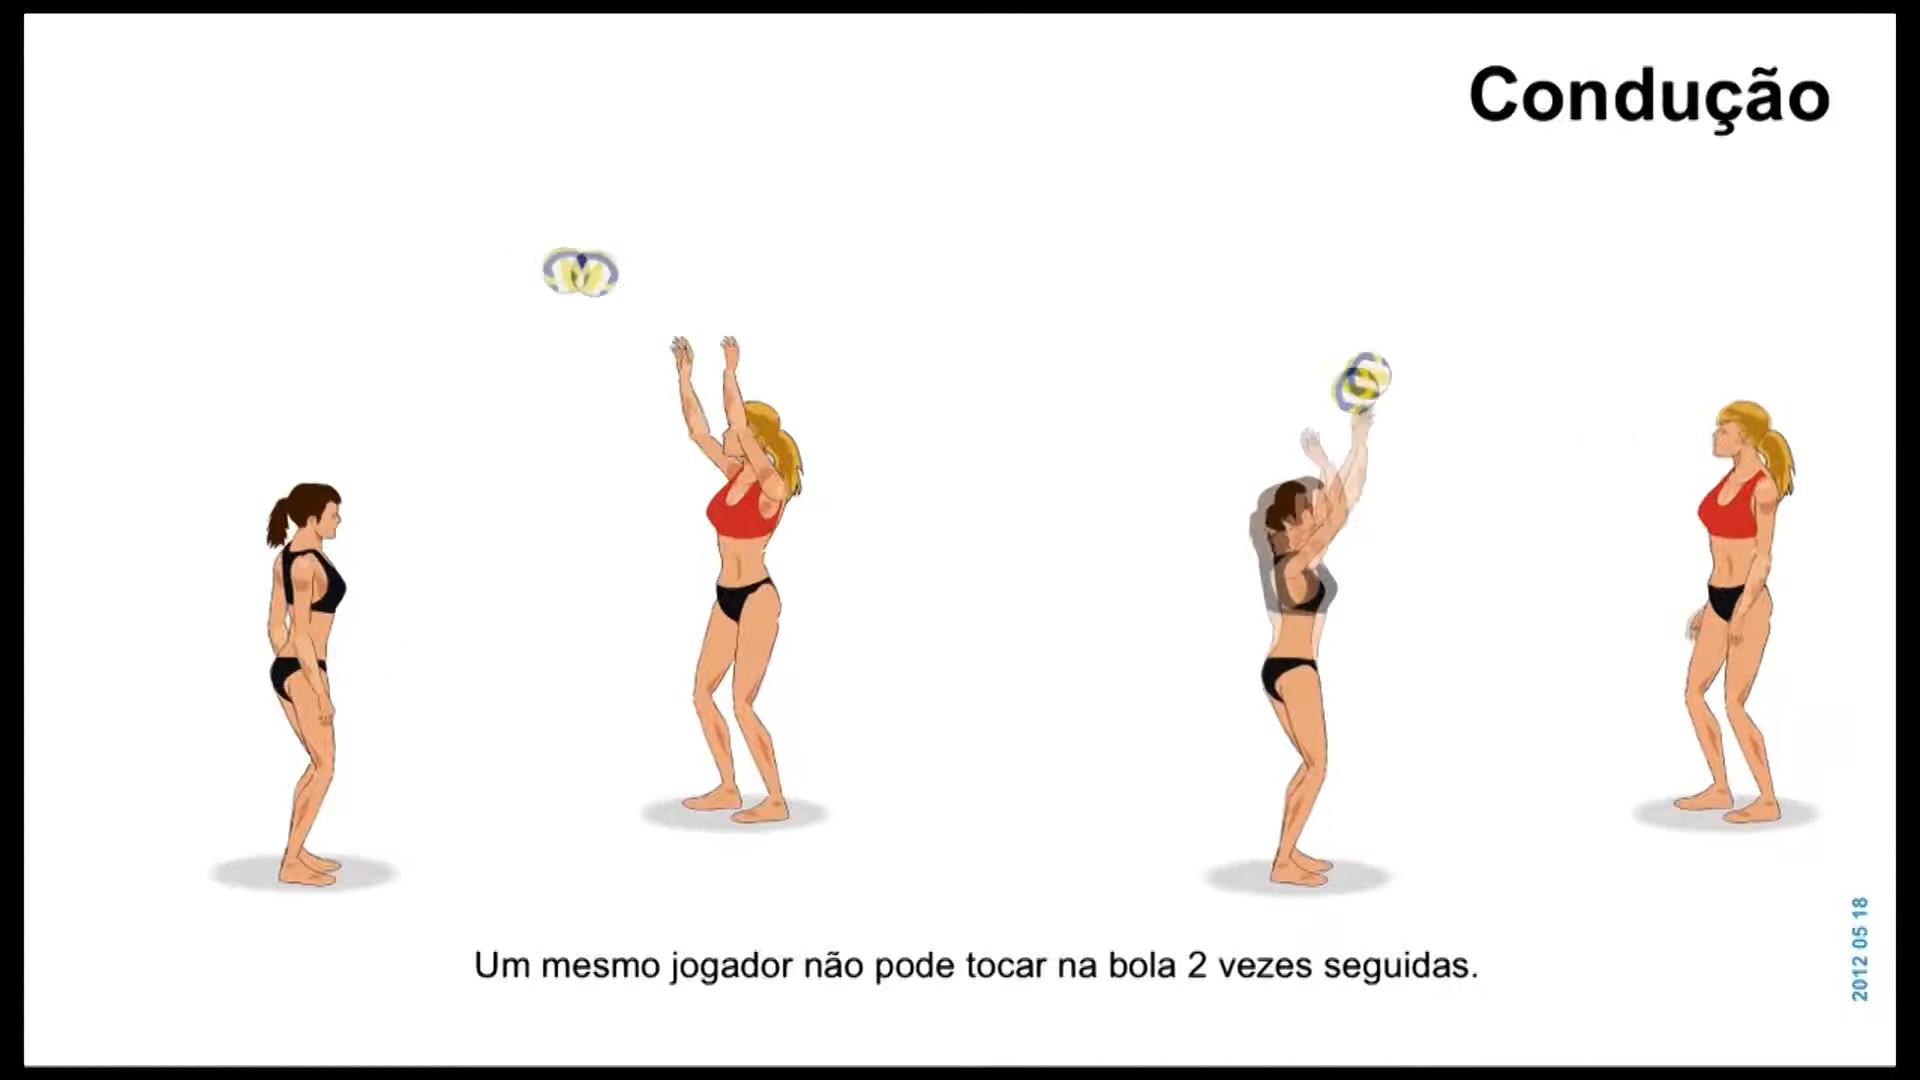 Condução
Um mesmo jogador não pode tocar na bola 2 vezes seguidas.
2012 05 18